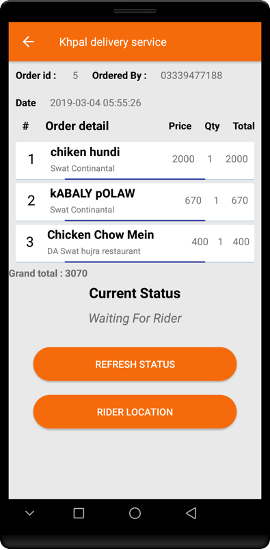 Khpal delivery service
Order id : 5 Ordered By : 03339477188
Date 2019-03-04 05:55:26
# Order detail Price Qty Total
1 chiken hundi 2000 1 2000
Swat Continantal
2 kABALY pOLAW 670 1 670
Swat Continantal
3 Chicken Chow Mein 400 1 400
DA Swat hujra restaurant
Grand total : 3070
Current Status
Waiting For Rider
REFRESH STATUS
RIDER LOCATION